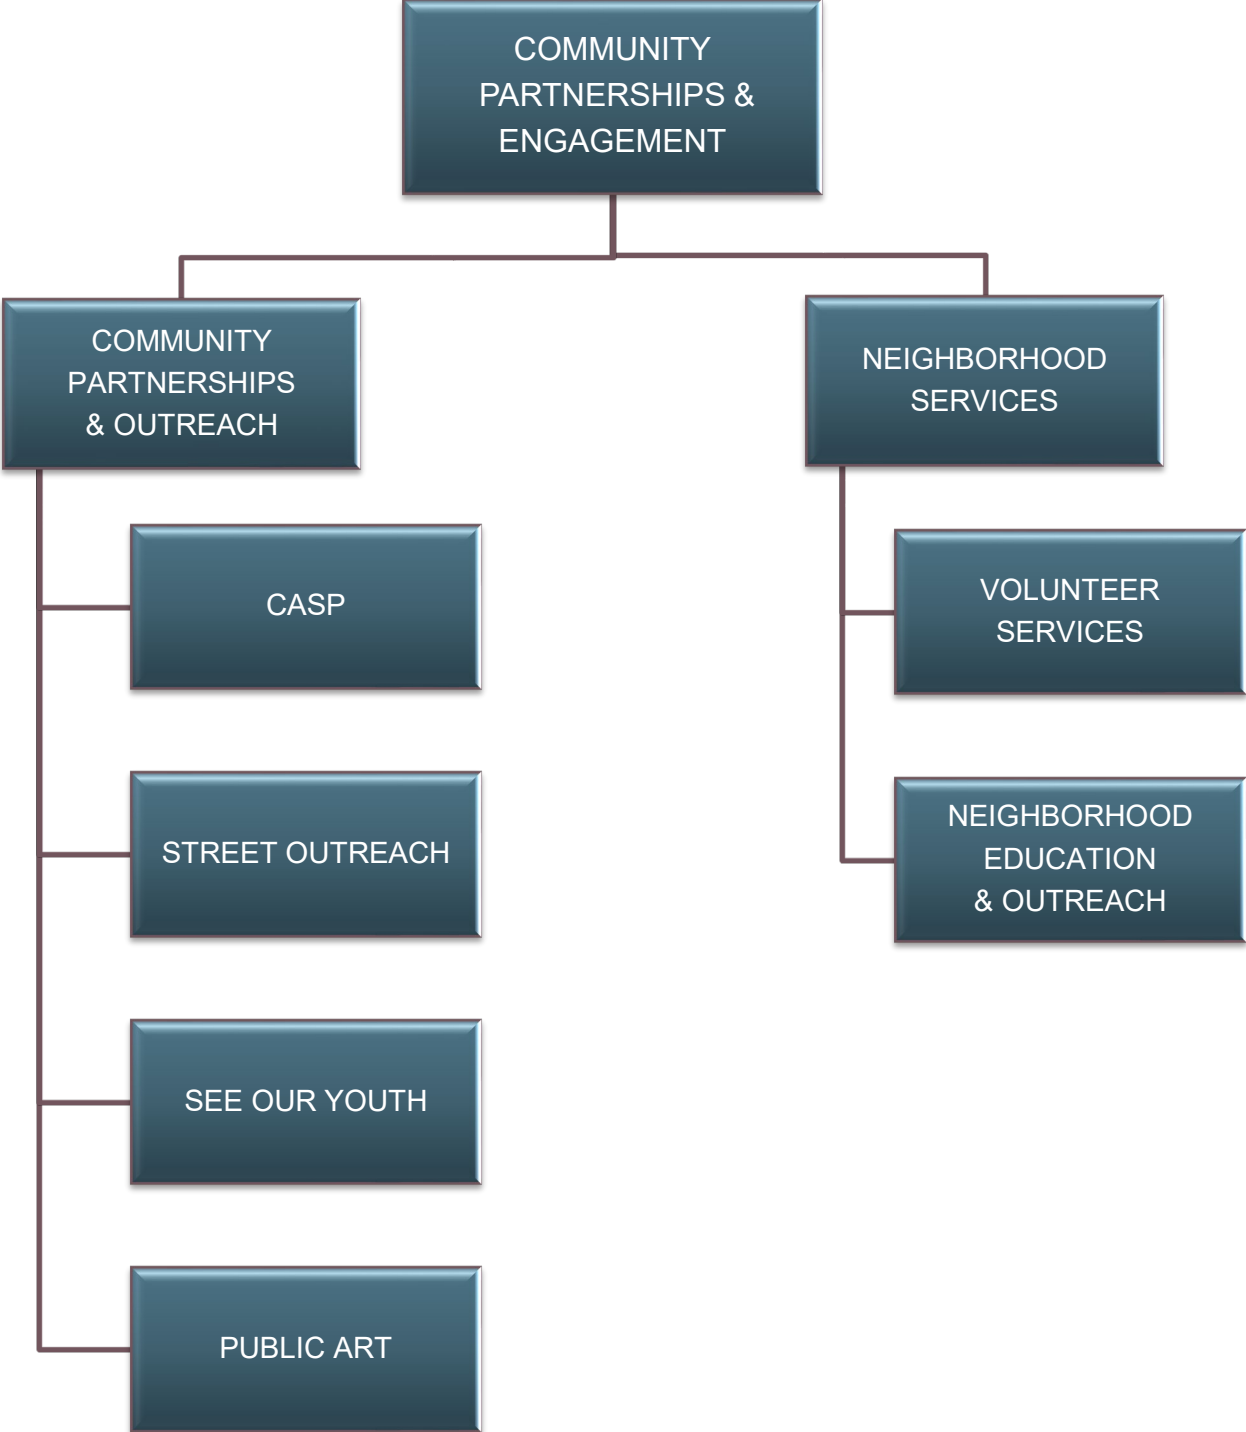 COMMUNITY
PARTNERSHIPS &
ENGAGEMENT
COMMUNITY
PARTNERSHIPS
& OUTREACH
CASP
STREET OUTREACH
SEE OUR YOUTH
PUBLIC ART
NEIGHBORHOOD
SERVICES
VOLUNTEER
SERVICES
NEIGHBORHOOD
EDUCATION
& OUTREACH